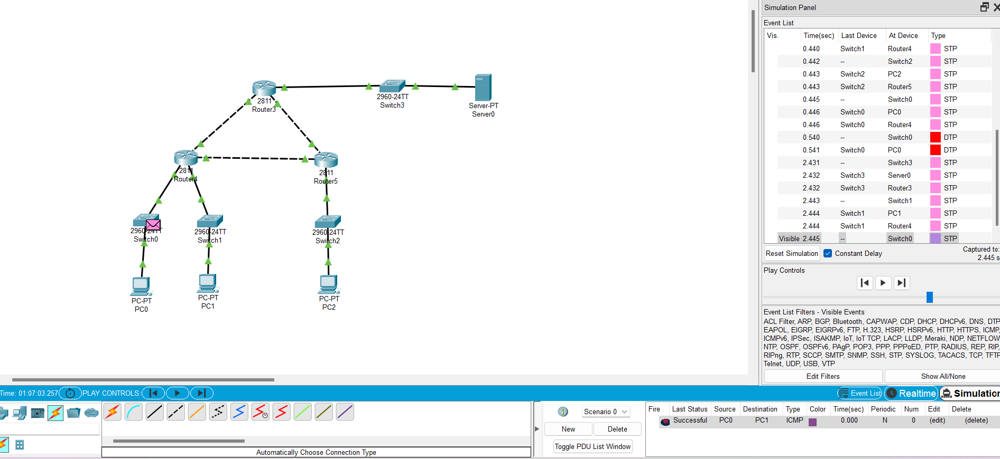 Simulation Panel
Event List
Vis. Time(sec) Last Device At Device Type
0.440 Switch1 Router4 STP
0.442 -- Switch2 STP
0.443 Switch2 PC2 STP
0.443 Switch2 Router5 STP
0.445 -- Switch0 STP
0.446 Switch0 PC0 STP
0.446 Switch0 Router4 STP
0.540 -- Switch0 DTP
0.541 Switch0 PC0 DTP
2.431 -- Switch3 STP
2.432 Switch3 Server0 STP
2.432 Switch3 Router3 STP
2.443 -- Switch1 STP
2.444 Switch1 PC1 STP
2.444 Switch1 Router4 STP
Visible 2.445 -- Switch0 STP
Reset Simulation Constant Delay Captured to:
2.445 s
Play Controls
Event List Filters - Visible Events
ACL Filter, ARP, BGP, Bluetooth, CAPWAP, CDP, DHCP, DHCPv6, DNS, DTP
EAPOL, EIGRP, EIGRPv6, FTP, H.323, HSRP, HSRPv6, HTTP, HTTPS, ICMP,
ICMPv6, IPSec, ISAKMP, IoT, IoT TCP, LACP, LLDP, Meraki, NDP, NETFLOW
NTP, OSPF, OSPFv6, PAgP, POP3, PPP, PPPoED, PTP, RADIUS, REP, RIP,
RIPng, RTP, SCCP, SMTP, SNMP, SSH, STP, SYSLOG, TACACS, TCP, TFTP
Telnet, UDP, USB, VTP
Edit Filters Show All/None
2811
Router3
2960-24TT
Switch3
Server-PT
Server0
2811
Router4
2811
Router5
2960-24TT
Switch0
2960-24TT
Switch1
2960-24TT
Switch2
PC-PT
PC0
PC-PT
PC1
PC-PT
PC2
Time: 01:07:03.257 PLAY CONTROLS: Event List Realtime Simulation
Automatically Choose Connection Type
Scenario 0
New Delete
Toggle PDU List Window
Fire Last Status Source Destination Type Color Time(sec) Periodic Num Edit Delete
Successful PC0 PC1 ICMP 0.000 N 0 (edit) (delete)